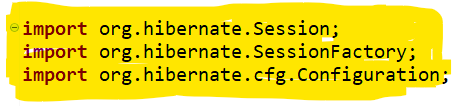 import org.hibernate.Session;
import org.hibernate.SessionFactory;
import org.hibernate.cfg.Configuration;